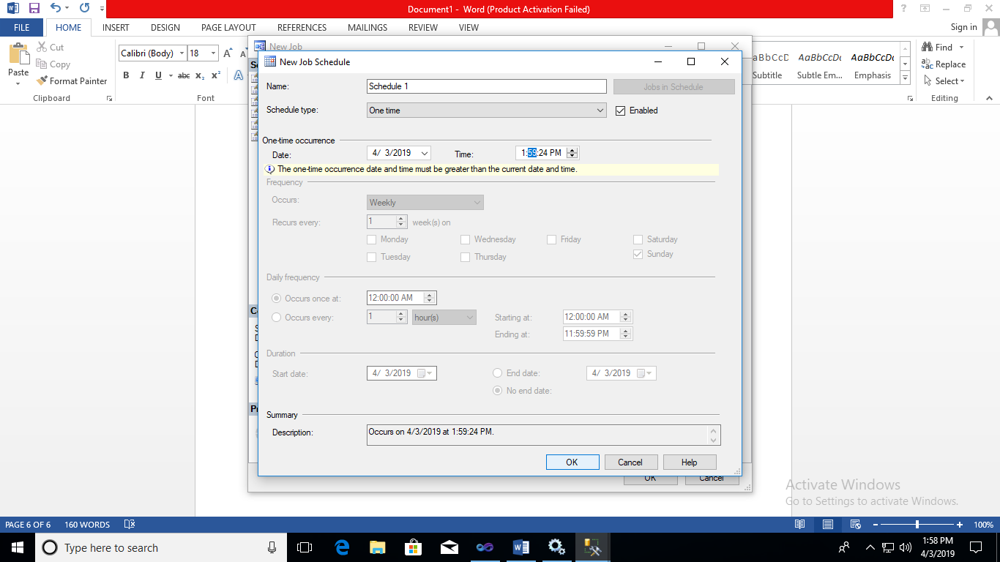 Document1 - Word (Product Activation Failed)
FILE HOME INSERT DESIGN PAGE LAYOUT REFERENCES MAILINGS REVIEW VIEW Sign in
Paste
Cut
Copy
Format Painter
Clipboard
Calibri (Body) 18
B I U abc x₂ x²
Font
aBbCcD AaBbCcDı AaBbCcDı
Subtitle Subtle Em... Emphasis
Find
Replace
Select
Editing
New Job
New Job Schedule
Name: Schedule 1 Jobs in Schedule
Schedule type: One time Enabled
One-time occurrence
Date: 4/ 3/2019 Time: 1:59:24 PM
The one-time occurrence date and time must be greater than the current date and time.
Frequency
Occurs: Weekly
Recurs every: 1 week(s) on
Monday Wednesday Friday Saturday
Tuesday Thursday Sunday
Daily frequency
Occurs once at: 12:00:00 AM
Occurs every: 1 hour(s) Starting at: 12:00:00 AM
Ending at: 11:59:59 PM
Duration
Start date: 4/ 3/2019 End date: 4/ 3/2019
No end date:
Summary
Description: Occurs on 4/3/2019 at 1:59:24 PM.
OK Cancel Help
OK Cancel
Activate Windows
Go to Settings to activate Windows.
PAGE 6 OF 6 160 WORDS 100%
Type here to search
1:58 PM
4/3/2019